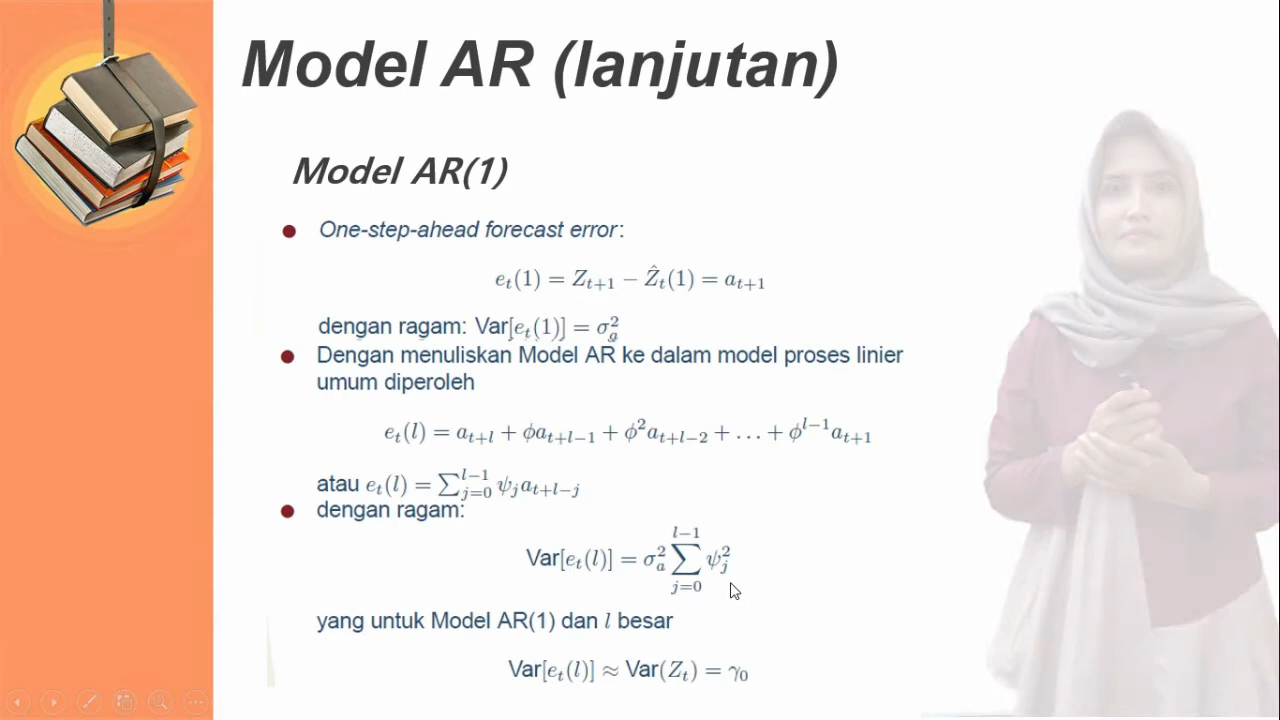 Model AR (lanjutan)
Model AR(1)
● One-step-ahead forecast error:
e_t(1) = Z_{t+1} − Ẑ_t(1) = a_{t+1}
dengan ragam: Var[e_t(1)] = σ_a^2
● Dengan menuliskan Model AR ke dalam model proses linier
umum diperoleh
e_t(l) = a_{t+l} + ϕa_{t+l−1} + ϕ^2 a_{t+l−2} + … + ϕ^{l−1} a_{t+1}
atau e_t(l) = ∑_{j=0}^{l−1} ψ_j a_{t+l−j}
● dengan ragam:
Var[e_t(l)] = σ_a^2 ∑_{j=0}^{l−1} ψ_j^2
yang untuk Model AR(1) dan l besar
Var[e_t(l)] ≈ Var(Z_t) = γ_0